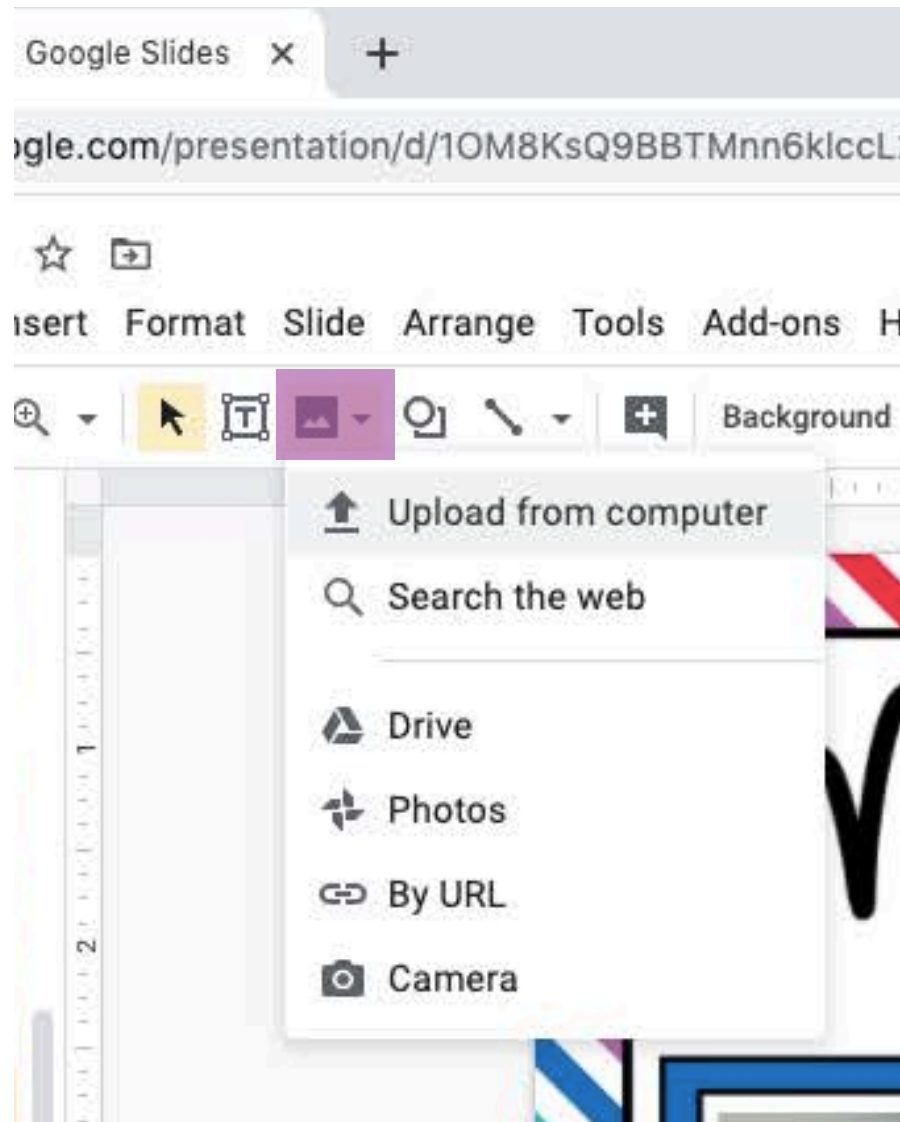 Google Slides
ogle.com/presentation/d/1OM8KsQ9BBTMnn6klccL
nsert Format Slide Arrange Tools Add-ons H
Background
Upload from computer
Search the web
Drive
Photos
By URL
Camera
1
2